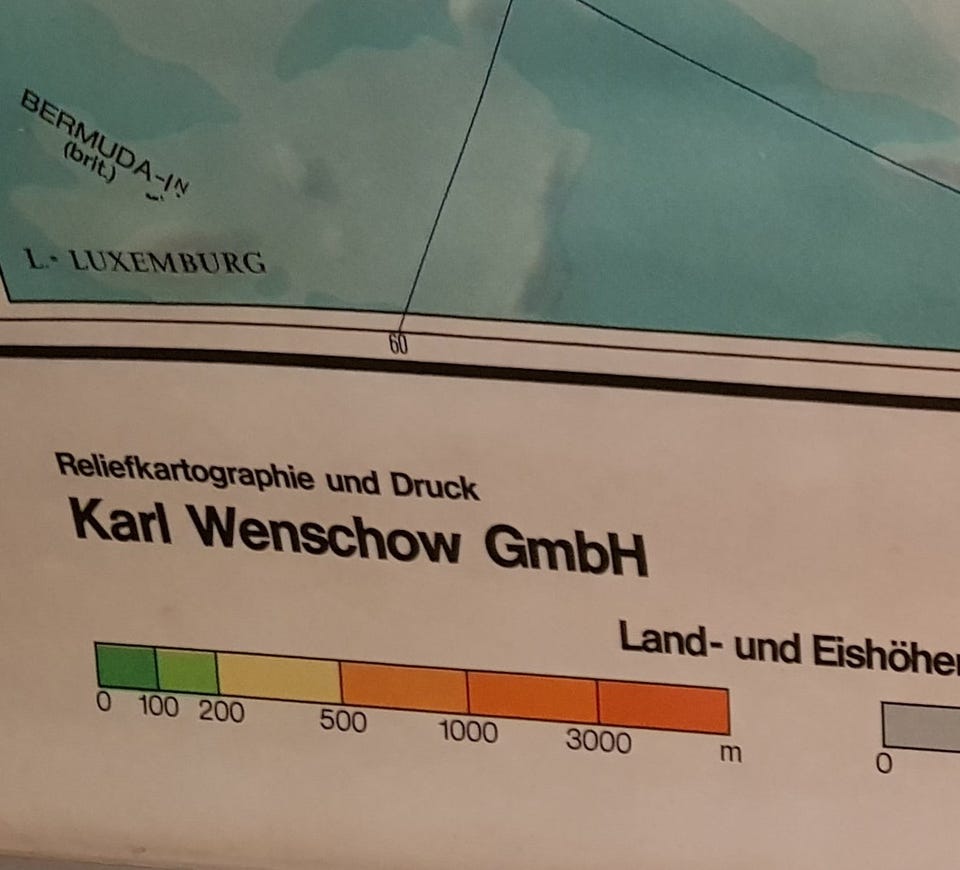 BERMUDA-IN
(brit.)
L.· LUXEMBURG
60
Reliefkartographie und Druck
Karl Wenschow GmbH
Land- und Eishöhe
0 100 200 500 1000 3000 m
0